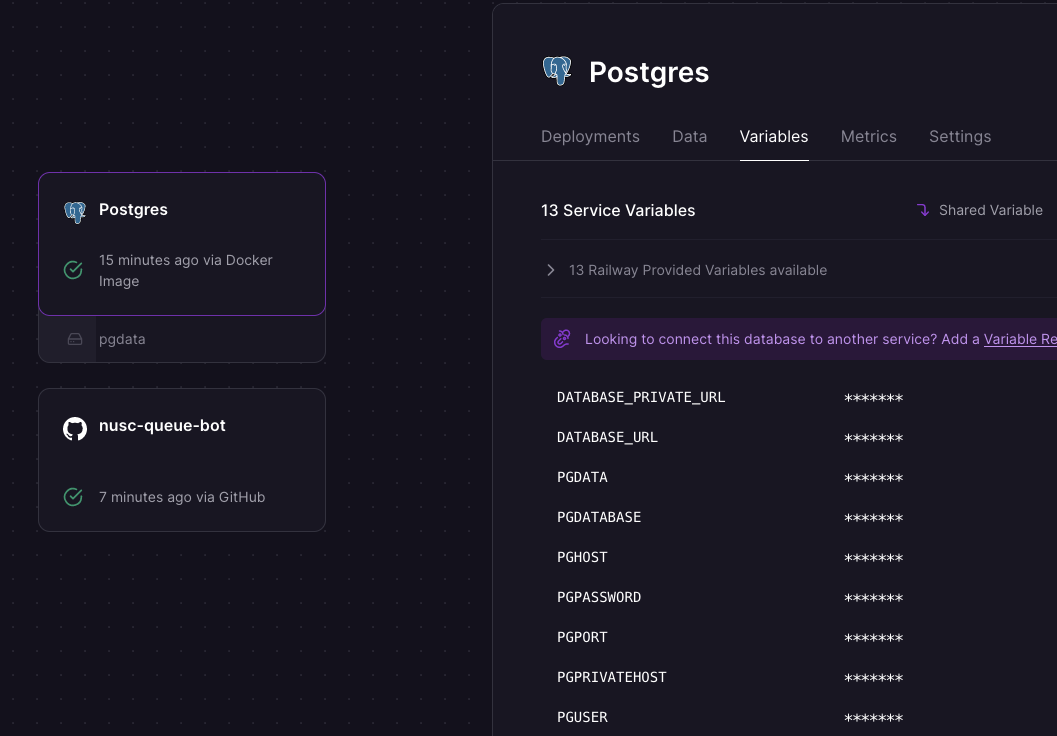 Postgres
15 minutes ago via Docker
Image
pgdata
nusc-queue-bot
7 minutes ago via GitHub
Postgres
Deployments Data Variables Metrics Settings
13 Service Variables Shared Variable
13 Railway Provided Variables available
Looking to connect this database to another service? Add a Variable Re
DATABASE_PRIVATE_URL *******
DATABASE_URL *******
PGDATA *******
PGDATABASE *******
PGHOST *******
PGPASSWORD *******
PGPORT *******
PGPRIVATEHOST *******
PGUSER *******